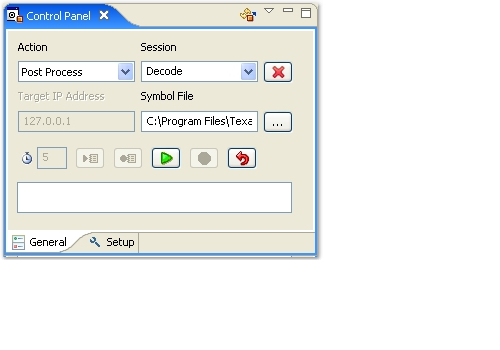 Control Panel
Action Session
Post Process Decode
Target IP Address Symbol File
127.0.0.1 C:\Program Files\Texa ...
5
General Setup